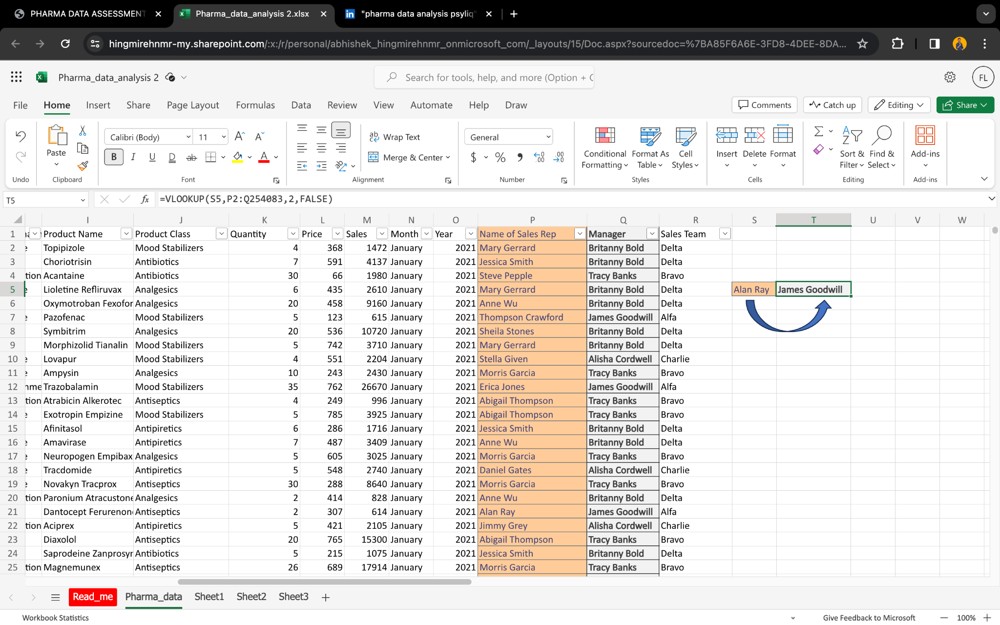 PHARMA DATA ASSESSMENT
Pharma_data_analysis 2.xlsx
"pharma data analysis psyliq"
hingmirehnmr-my.sharepoint.com/:x:/r/personal/abhishek_hingmirehnmr_onmicrosoft_com/_layouts/15/Doc.aspx?sourcedoc=%7BA85F6A6E-3FD8-4DEE-8DA...
Pharma_data_analysis 2
Search for tools, help, and more (Option +
FL
File Home Insert Share Page Layout Formulas Data Review View Automate Help Draw
Comments Catch up Editing Share
Paste
Calibri (Body) 11
Wrap Text
Merge & Center
General
Conditional Formatting Format As Table Cell Styles
Insert Delete Format
Sort & Filter Find & Select
Add-ins
Undo Clipboard Font Alignment Number Styles Cells Editing Add-ins
T5 fx =VLOOKUP(S5,P2:Q254083,2,FALSE)
I J K L M N O P Q R S T U V W
1 Product Name Product Class Quantity Price Sales Month Year Name of Sales Rep Manager Sales Team
2 Topipizole Mood Stabilizers 4 368 1472 January 2021 Mary Gerrard Britanny Bold Delta
3 Choriotrisin Antibiotics 7 591 4137 January 2021 Jessica Smith Britanny Bold Delta
4 tion Acantaine Antibiotics 30 66 1980 January 2021 Steve Pepple Tracy Banks Bravo
5 Lioletine Refliruvax Analgesics 6 435 2610 January 2021 Mary Gerrard Britanny Bold Delta Alan Ray James Goodwill
6 Oxymotroban Fexofor Analgesics 20 458 9160 January 2021 Anne Wu Britanny Bold Delta
7 Pazofenac Mood Stabilizers 5 123 615 January 2021 Thompson Crawford James Goodwill Alfa
8 Symbitrim Analgesics 20 536 10720 January 2021 Sheila Stones Britanny Bold Delta
9 Morphizolid Tianalin Mood Stabilizers 5 742 3710 January 2021 Mary Gerrard Britanny Bold Delta
10 Lovapur Mood Stabilizers 4 551 2204 January 2021 Stella Given Alisha Cordwell Charlie
11 Ampysin Analgesics 10 243 2430 January 2021 Morris Garcia Tracy Banks Bravo
12 nme Trazobalamin Mood Stabilizers 35 762 26670 January 2021 Erica Jones James Goodwill Alfa
13 tion Atrabicin Alkerotec Antiseptics 4 249 996 January 2021 Abigail Thompson Tracy Banks Bravo
14 Exotropin Empizine Mood Stabilizers 5 785 3925 January 2021 Abigail Thompson Tracy Banks Bravo
15 Afinitasol Antipiretics 6 286 1716 January 2021 Jessica Smith Britanny Bold Delta
16 Amavirase Antipiretics 7 487 3409 January 2021 Anne Wu Britanny Bold Delta
17 Neuropogen Empibax Analgesics 5 605 3025 January 2021 Morris Garcia Tracy Banks Bravo
18 Tracdomide Antipiretics 5 548 2740 January 2021 Daniel Gates Alisha Cordwell Charlie
19 Novakyn Tracprox Antiseptics 30 288 8640 January 2021 Morris Garcia Tracy Banks Bravo
20 tion Paronium Atracustone Analgesics 2 414 828 January 2021 Anne Wu Britanny Bold Delta
21 Dantocept Ferurenon Antiseptics 2 307 614 January 2021 Alan Ray James Goodwill Alfa
22 tion Aciprex Antipiretics 5 421 2105 January 2021 Jimmy Grey Alisha Cordwell Charlie
23 Diaxolol Antiseptics 20 765 15300 January 2021 Abigail Thompson Tracy Banks Bravo
24 Saprodeine Zanprosyn Antibiotics 5 215 1075 January 2021 Jessica Smith Britanny Bold Delta
25 tion Magnemunex Antiseptics 26 689 17914 January 2021 Morris Garcia Tracy Banks Bravo
Read_me Pharma_data Sheet1 Sheet2 Sheet3
Workbook Statistics Give Feedback to Microsoft 100%